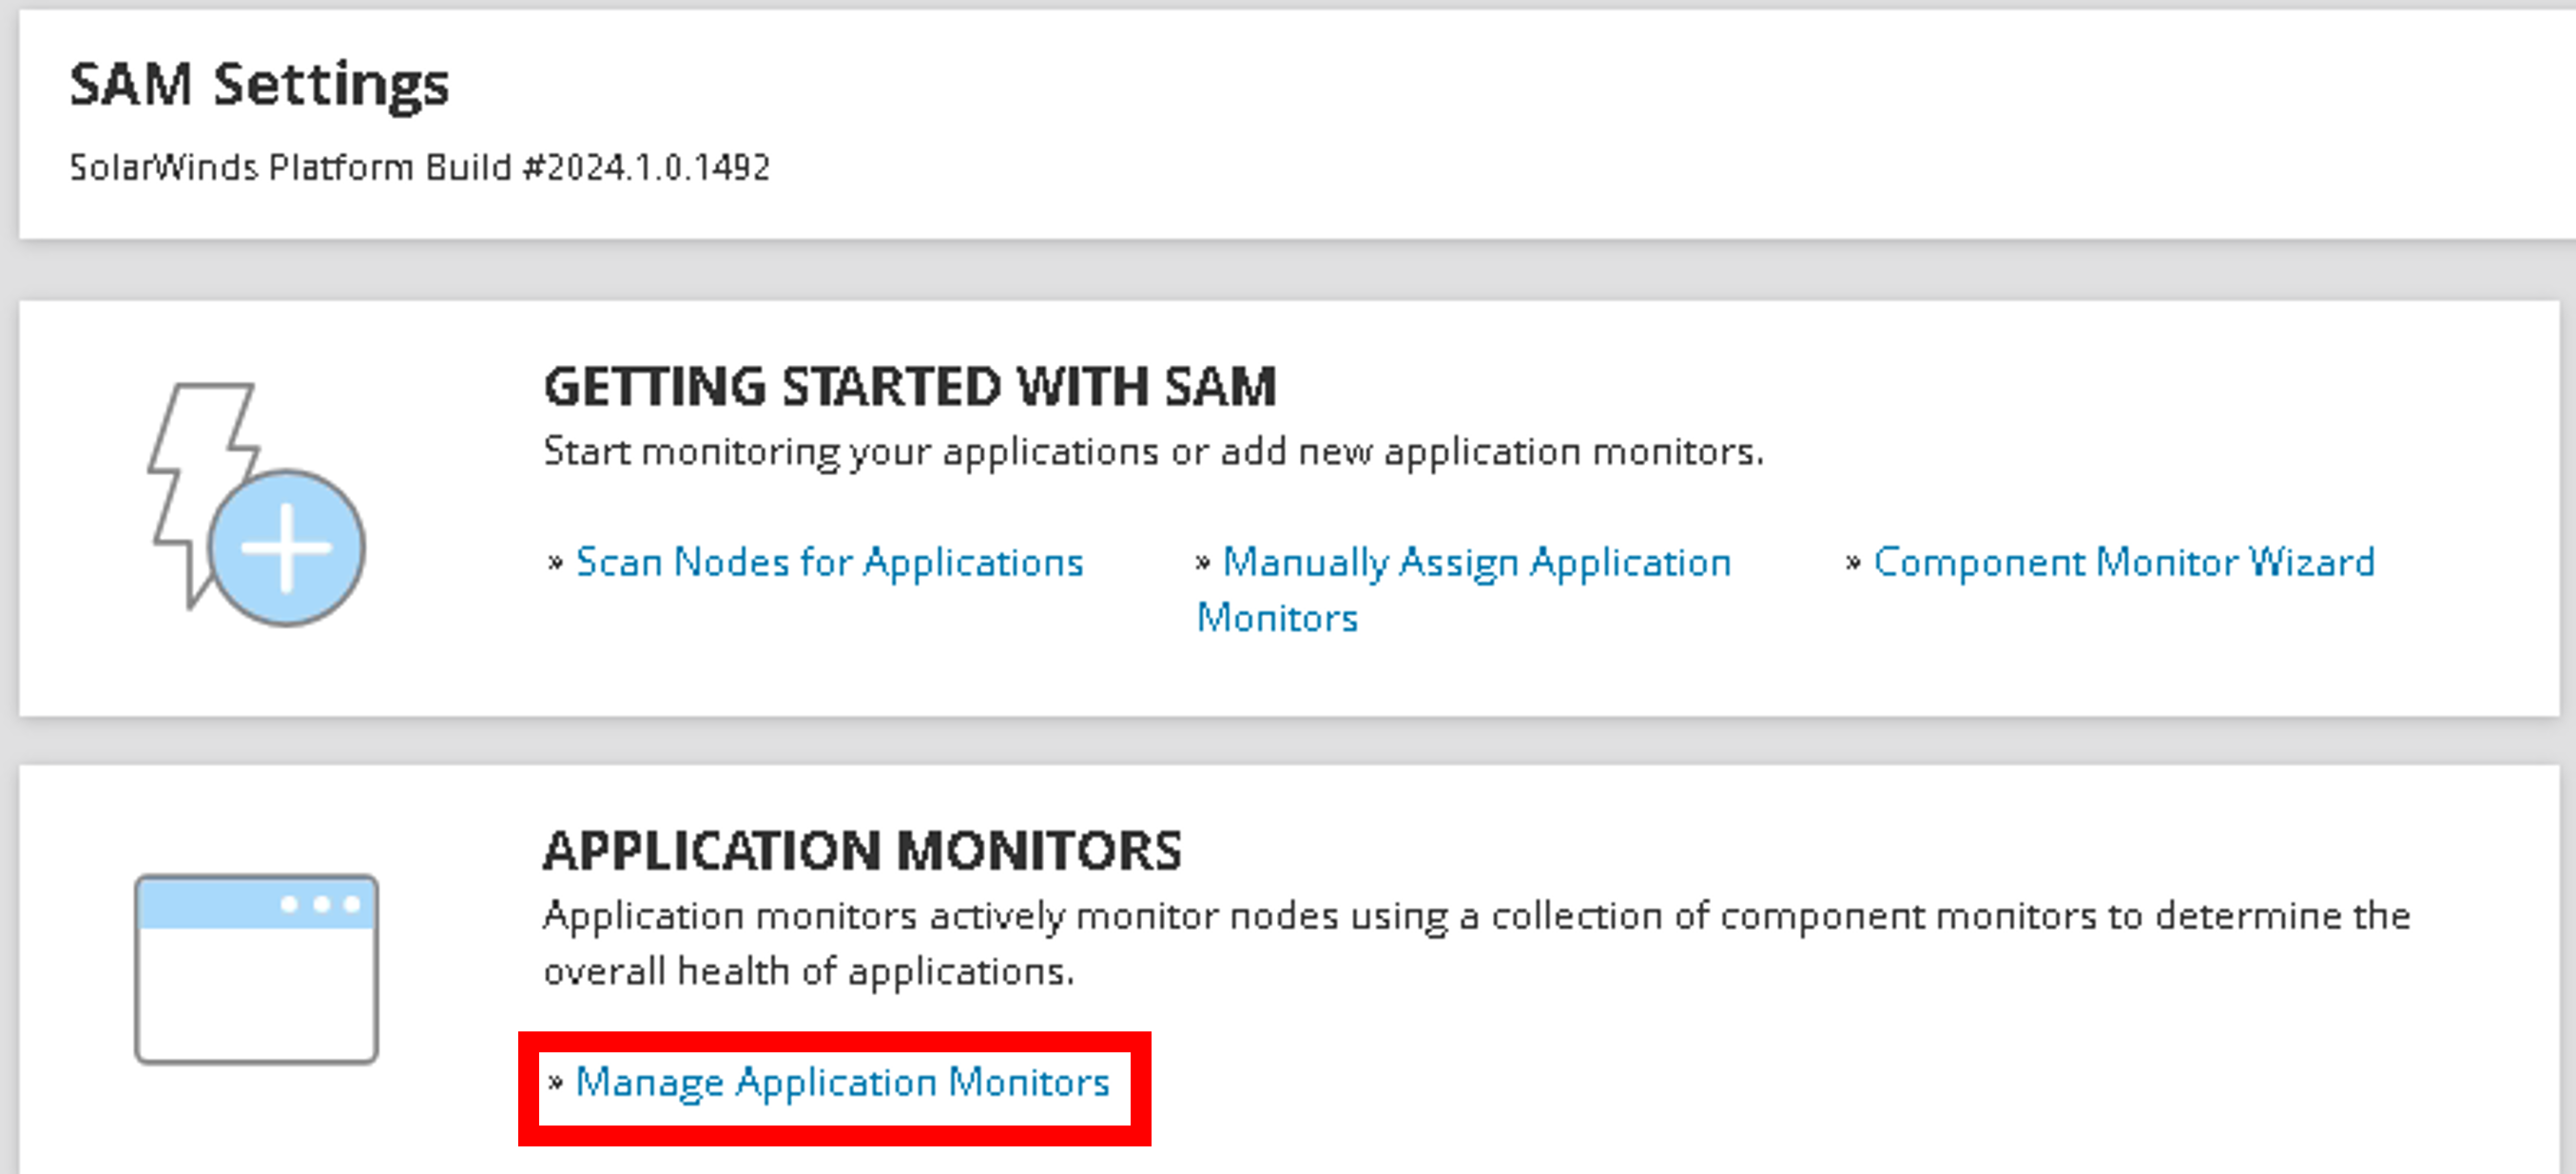 SAM Settings
SolarWinds Platform Build #2024.1.0.1492
GETTING STARTED WITH SAM
Start monitoring your applications or add new application monitors.
» Scan Nodes for Applications
» Manually Assign Application
Monitors
» Component Monitor Wizard
APPLICATION MONITORS
Application monitors actively monitor nodes using a collection of component monitors to determine the
overall health of applications.
» Manage Application Monitors